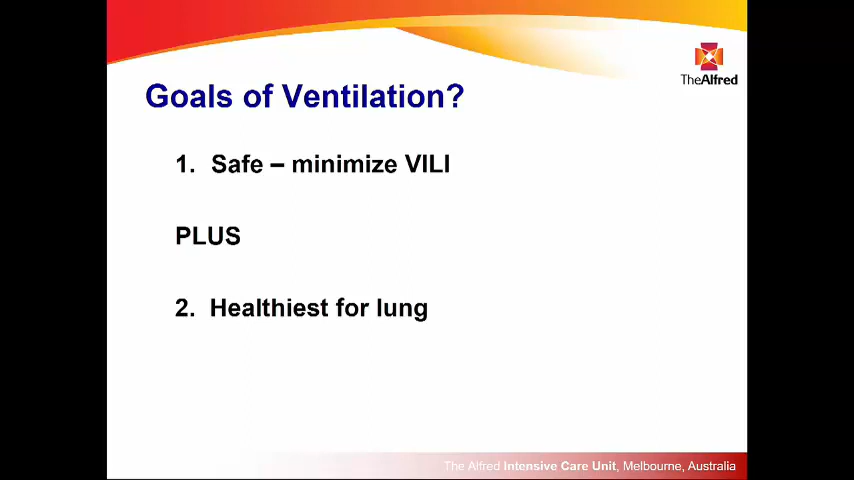 TheAlfred
Goals of Ventilation?
1. Safe – minimize VILI
PLUS
2. Healthiest for lung
The Alfred Intensive Care Unit, Melbourne, Australia